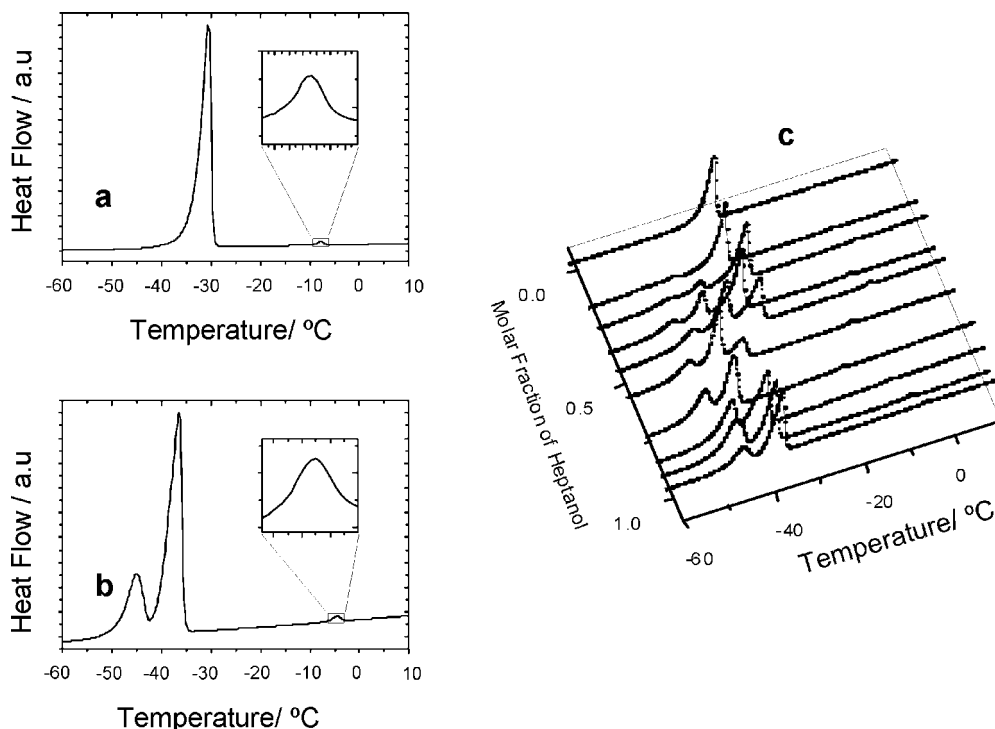 Heat Flow / a.u
a
-60 -50 -40 -30 -20 -10 0 10
Temperature/ ºC
Heat Flow / a.u
b
-60 -50 -40 -30 -20 -10 0 10
Temperature/ ºC
c
0.0
0.5
1.0
Molar Fraction of Heptanol
-60 -40 -20 0
Temperature/ ºC